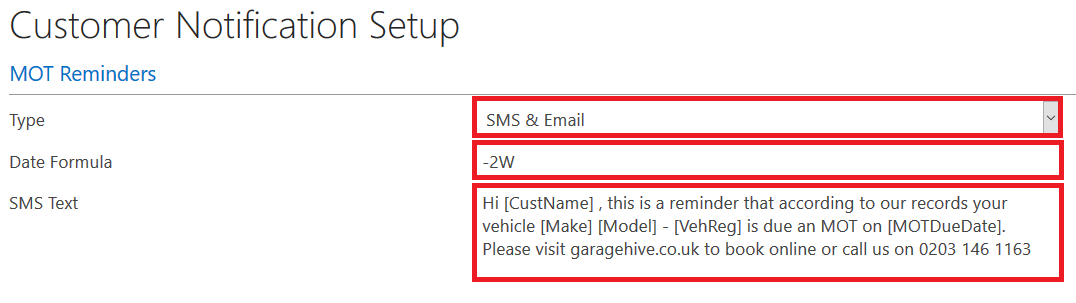 Customer Notification Setup
MOT Reminders
Type
SMS & Email
Date Formula
-2W
SMS Text
Hi [CustName] , this is a reminder that according to our records your
vehicle [Make] [Model] - [VehReg] is due an MOT on [MOTDueDate].
Please visit garagehive.co.uk to book online or call us on 0203 146 1163